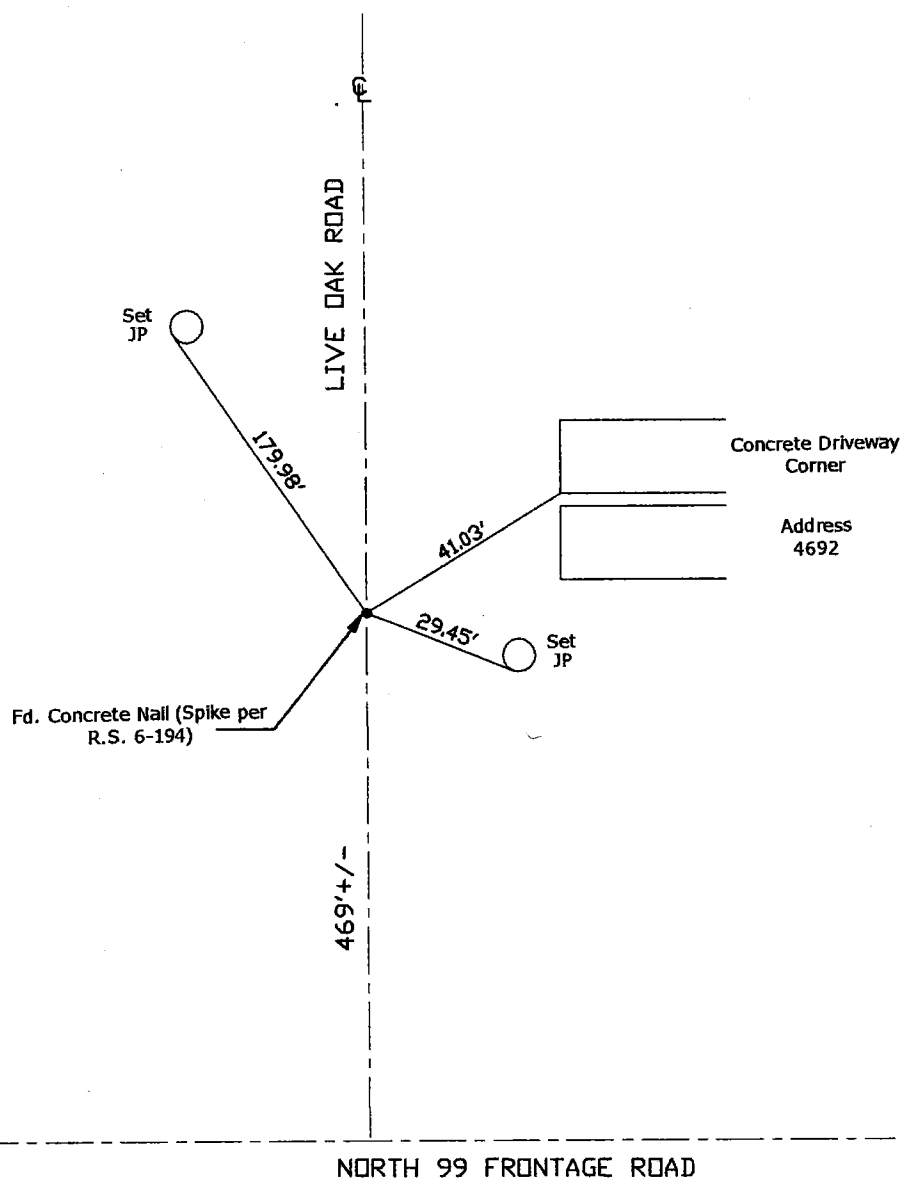 ℄
LIVE OAK ROAD
Set
JP
179.98'
Concrete Driveway
Corner
41.03'
Address
4692
29.45'
Set
JP
Fd. Concrete Nail (Spike per
R.S. 6-194)
469'+/-
NORTH 99 FRONTAGE ROAD